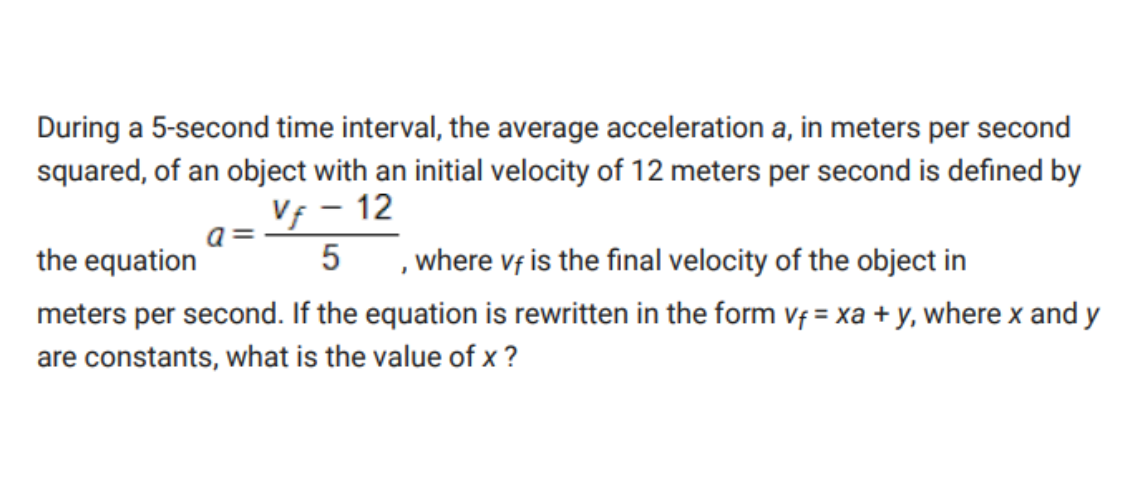 During a 5-second time interval, the average acceleration a, in meters per second
squared, of an object with an initial velocity of 12 meters per second is defined by
the equation a = (v_f − 12) / 5 , where v_f is the final velocity of the object in
meters per second. If the equation is rewritten in the form v_f = xa + y, where x and y
are constants, what is the value of x ?